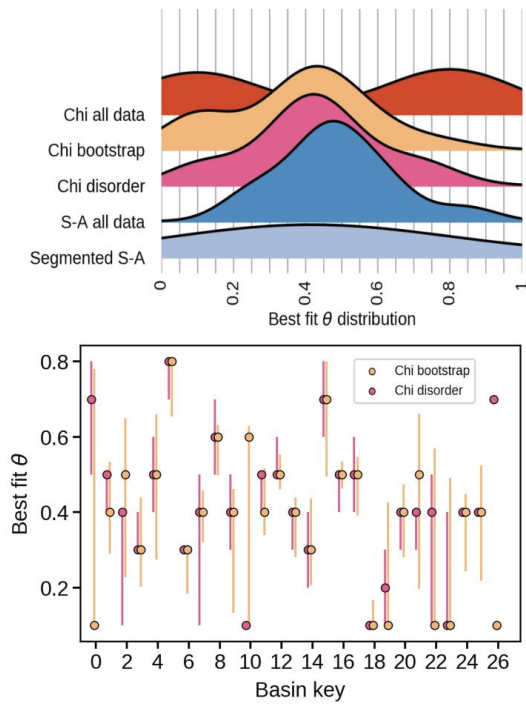 Chi all data
Chi bootstrap
Chi disorder
S-A all data
Segmented S-A
0 0.2 0.4 0.6 0.8 1
Best fit θ distribution
0.8
0.6
0.4
0.2
Best fit θ
Chi bootstrap
Chi disorder
0 2 4 6 8 10 12 14 16 18 20 22 24 26
Basin key